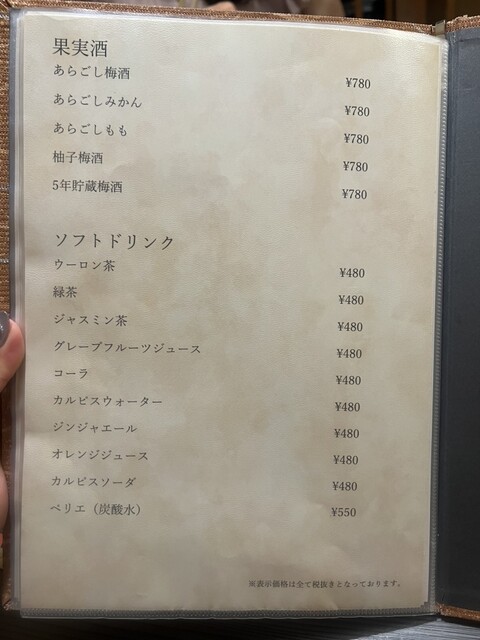 果実酒
あらごし梅酒 ¥780
あらごしみかん ¥780
あらごしもも ¥780
柚子梅酒 ¥780
5年貯蔵梅酒 ¥780
ソフトドリンク
ウーロン茶 ¥480
緑茶 ¥480
ジャスミン茶 ¥480
グレープフルーツジュース ¥480
コーラ ¥480
カルピスウォーター ¥480
ジンジャエール ¥480
オレンジジュース ¥480
カルピスソーダ ¥480
ペリエ（炭酸水） ¥550
※表示価格は全て税抜きとなっております。